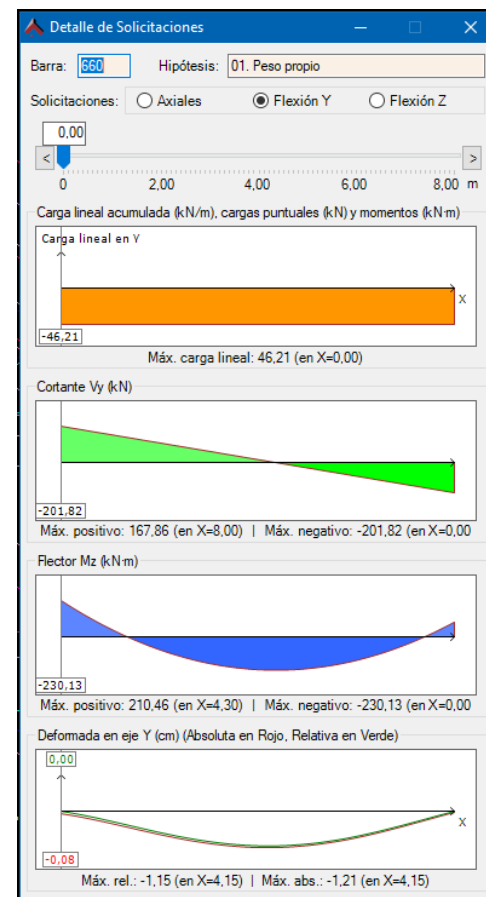 Detalle de Solicitaciones
Barra: 660 Hipótesis: 01. Peso propio
Solicitaciones: Axiales Flexión Y Flexión Z
0,00
< >
0 2,00 4,00 6,00 8,00 m
Carga lineal acumulada (kN/m), cargas puntuales (kN) y momentos (kN·m)
Carga lineal en Y
X
-46,21
Máx. carga lineal: 46,21 (en X=0,00)
Cortante Vy (kN)
-201,82
Máx. positivo: 167,86 (en X=8,00) | Máx. negativo: -201,82 (en X=0,00
Flector Mz (kN·m)
-230,13
Máx. positivo: 210,46 (en X=4,30) | Máx. negativo: -230,13 (en X=0,00
Deformada en eje Y (cm) (Absoluta en Rojo, Relativa en Verde)
0,00
X
-0,08
Máx. rel.: -1,15 (en X=4,15) | Máx. abs.: -1,21 (en X=4,15)